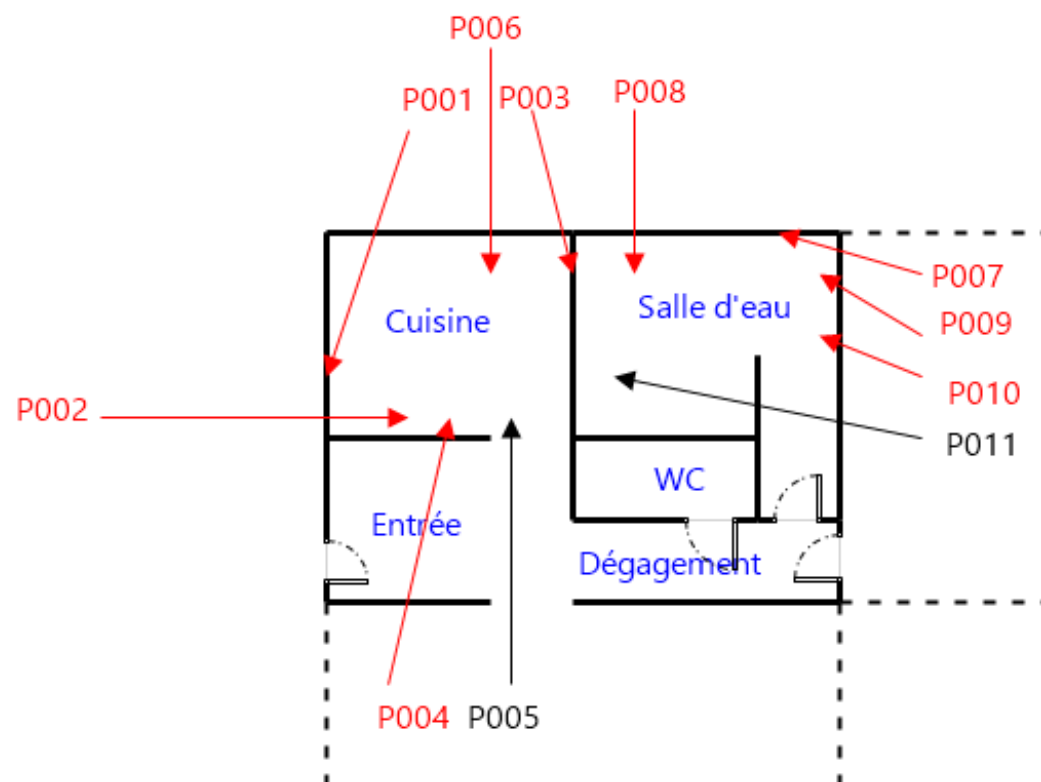 P006
P001
P003
P008
P007
Cuisine
Salle d'eau
P009
P010
P002
P011
WC
Entrée
Dégagement
P004
P005